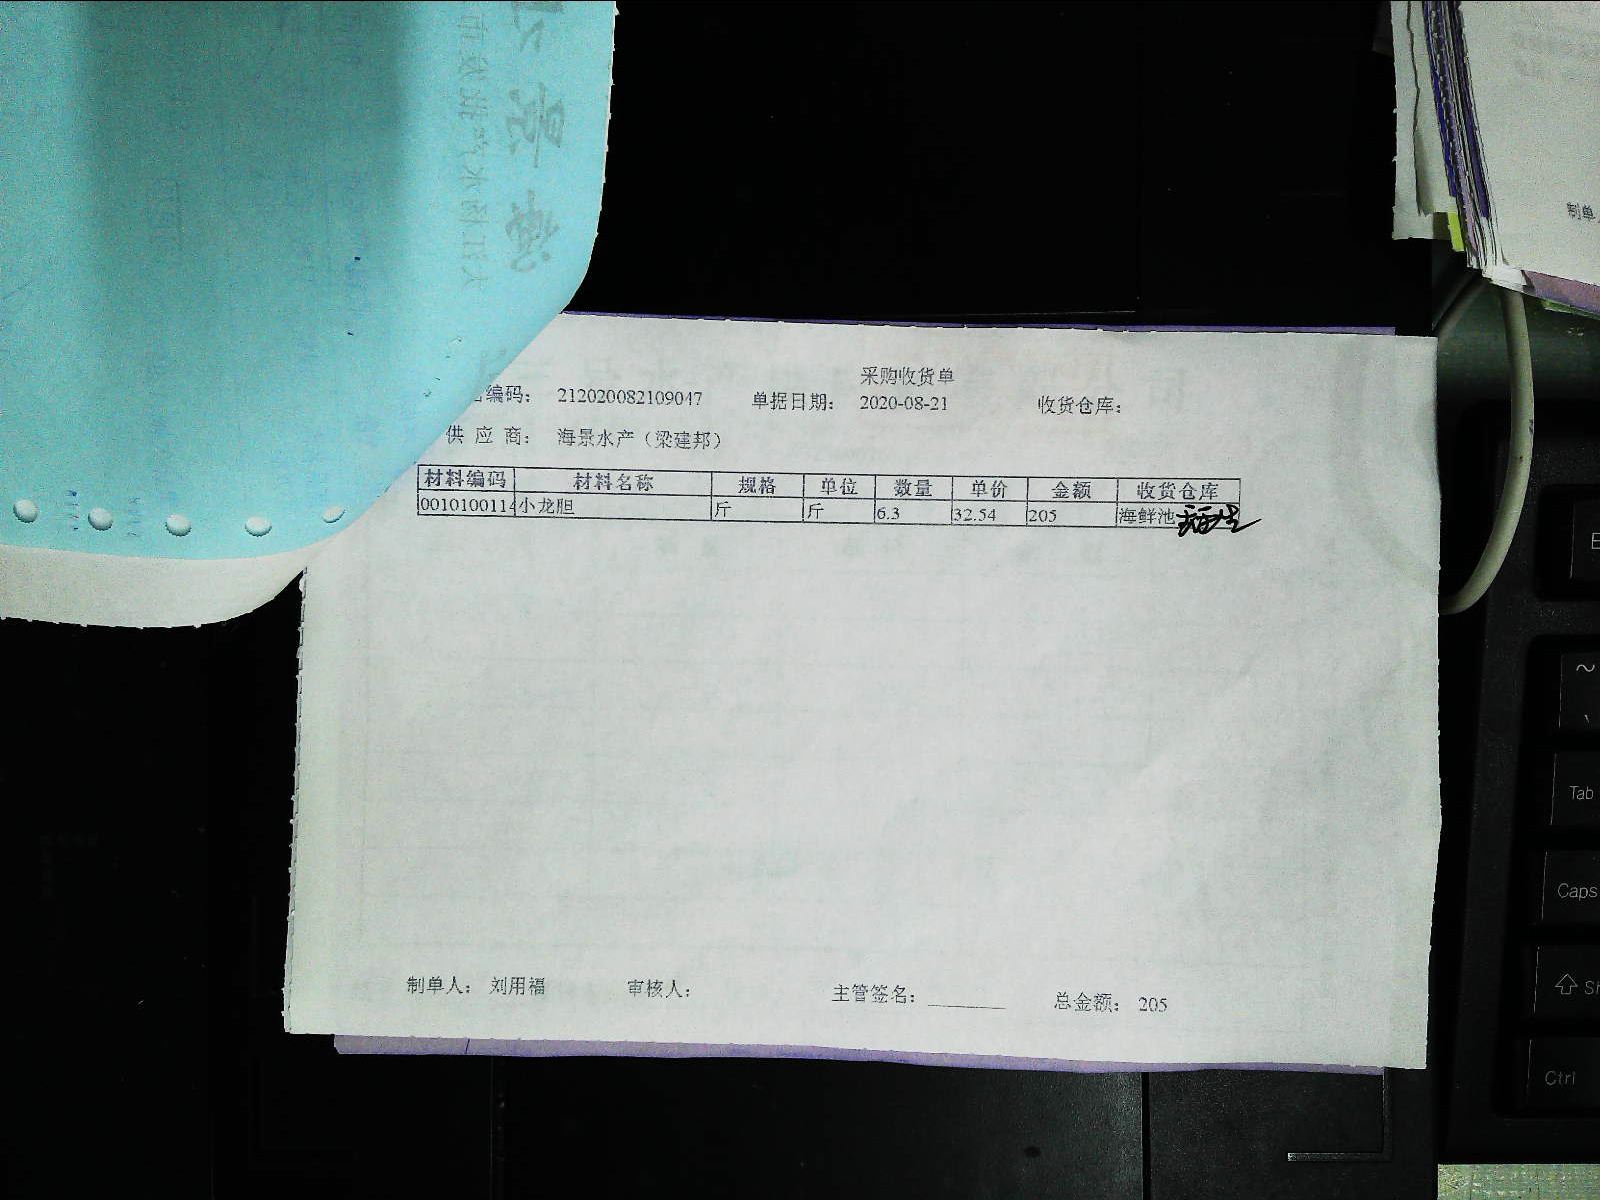 采购收货单
编码： 212020082109047 单据日期： 2020-08-21 收货仓库：
供 应 商： 海景水产（梁建邦）
材料编码 材料名称 规格 单位 数量 单价 金额 收货仓库
0010100114 小龙胆 斤 斤 6.3 32.54 205 海鲜池
制单人： 刘用福 审核人： 主管签名： 总金额： 205
制单
~
Tab
Caps
Ctrl